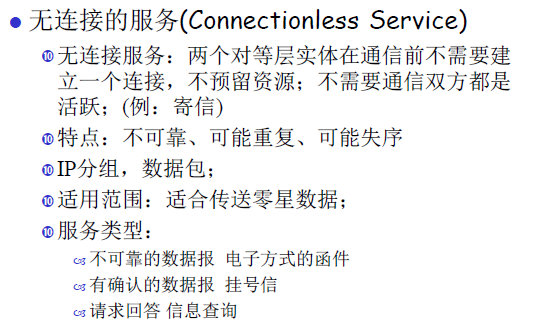 无连接的服务(Connectionless Service)
无连接服务：两个对等层实体在通信前不需要建
立一个连接，不预留资源；不需要通信双方都是
活跃；(例：寄信)
特点：不可靠、可能重复、可能失序
IP分组，数据包；
适用范围：适合传送零星数据；
服务类型：
不可靠的数据报 电子方式的函件
有确认的数据报 挂号信
请求回答 信息查询